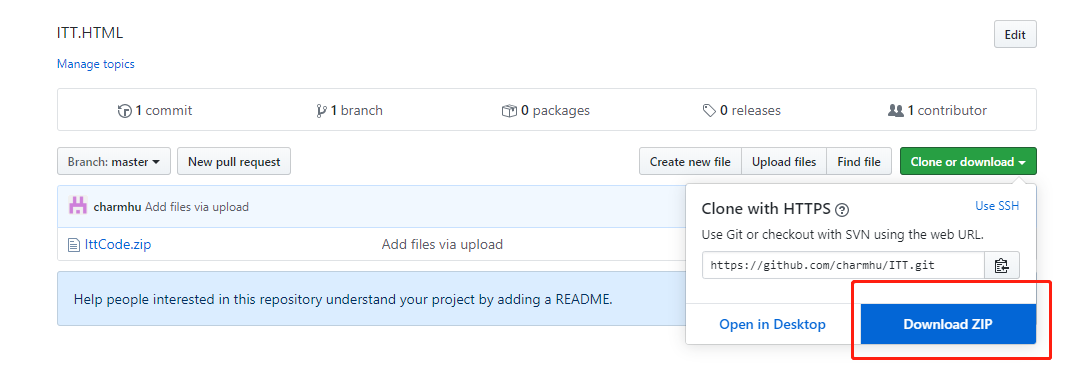 ITT.HTML
Edit
Manage topics
1 commit
1 branch
0 packages
0 releases
1 contributor
Branch: master
New pull request
Create new file
Upload files
Find file
Clone or download
charmhu Add files via upload
Clone with HTTPS
Use SSH
Use Git or checkout with SVN using the web URL.
IttCode.zip
Add files via upload
https://github.com/charmhu/ITT.git
Help people interested in this repository understand your project by adding a README.
Open in Desktop
Download ZIP